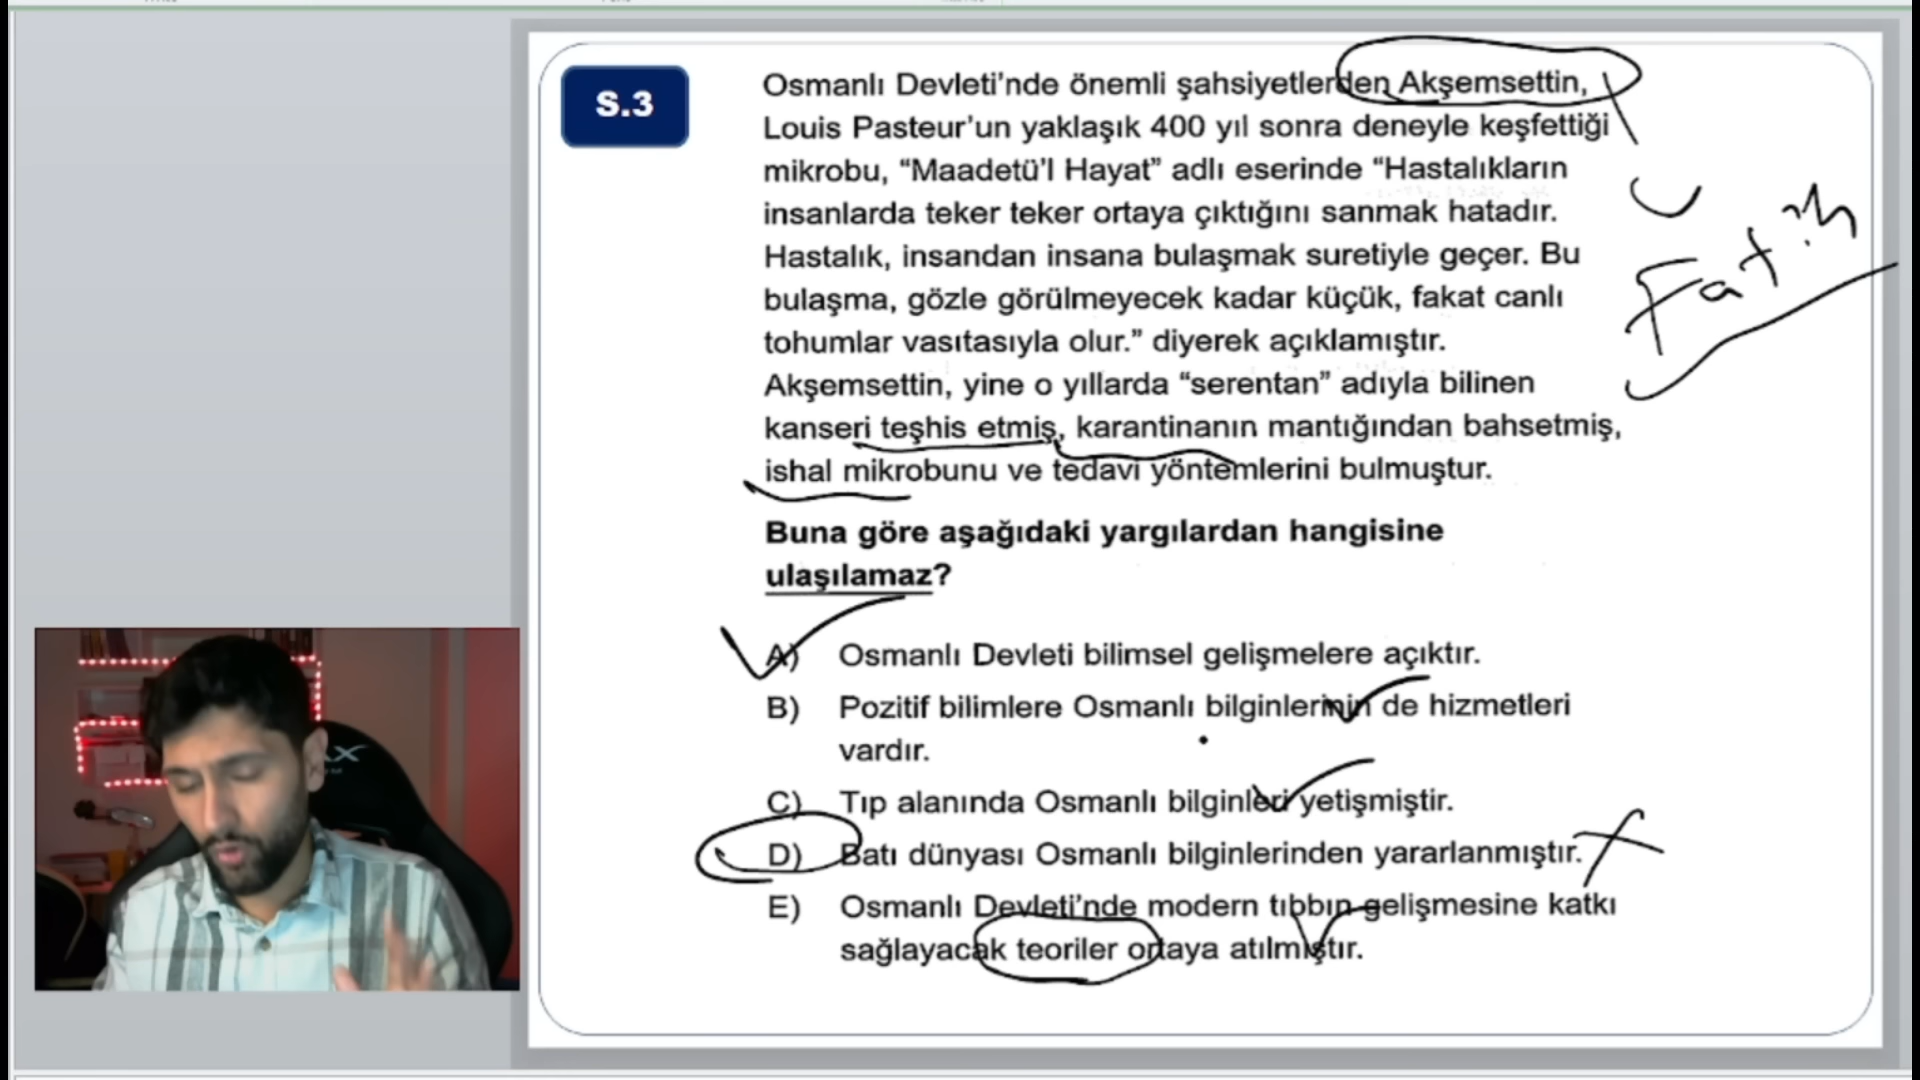 S.3
Osmanlı Devleti'nde önemli şahsiyetlerden Akşemsettin,
Louis Pasteur'un yaklaşık 400 yıl sonra deneyle keşfettiği
mikrobu, “Maadetü'l Hayat” adlı eserinde “Hastalıkların
insanlarda teker teker ortaya çıktığını sanmak hatadır.
Hastalık, insandan insana bulaşmak suretiyle geçer. Bu
bulaşma, gözle görülmeyecek kadar küçük, fakat canlı
tohumlar vasıtasıyla olur.” diyerek açıklamıştır.
Akşemsettin, yine o yıllarda “serentan” adıyla bilinen
kanseri teşhis etmiş, karantinanın mantığından bahsetmiş,
ishal mikrobunu ve tedavi yöntemlerini bulmuştur.
Fatih
Buna göre aşağıdaki yargılardan hangisine
ulaşılamaz?
A) Osmanlı Devleti bilimsel gelişmelere açıktır.
B) Pozitif bilimlere Osmanlı bilginlerinin de hizmetleri
vardır.
C) Tıp alanında Osmanlı bilginleri yetişmiştir.
D) Batı dünyası Osmanlı bilginlerinden yararlanmıştır.
E) Osmanlı Devleti'nde modern tıbbın gelişmesine katkı
sağlayacak teoriler ortaya atılmıştır.